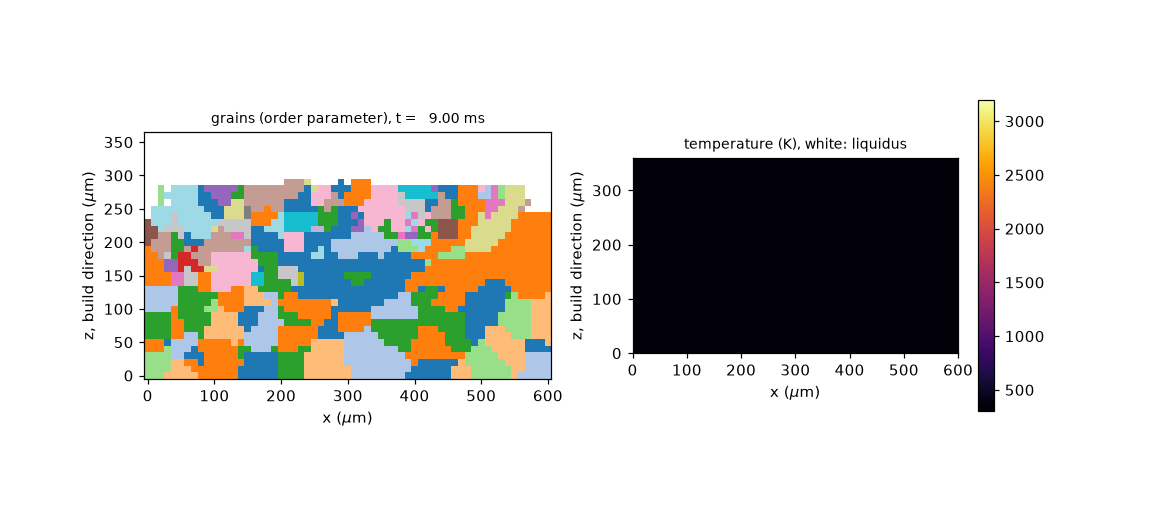 grains (order parameter), t =   9.00 ms
350
300
250
200
150
100
50
0
z, build direction (μm)
0 100 200 300 400 500 600
x (μm)
temperature (K), white: liquidus
300
200
100
0
z, build direction (μm)
0 100 200 300 400 500 600
x (μm)
3000
2500
2000
1500
1000
500